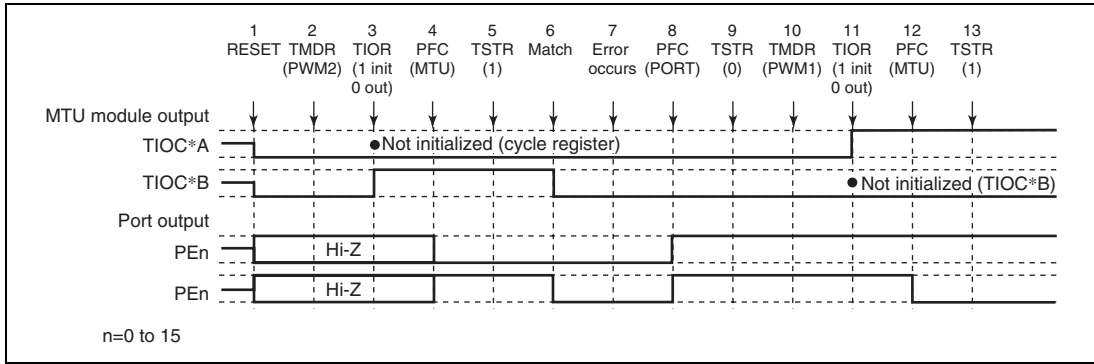 1 2 3 4 5 6 7 8 9 10 11 12 13
RESET TMDR TIOR PFC TSTR Match Error PFC TSTR TMDR TIOR PFC TSTR
(PWM2) (1 init (MTU) (1) occurs (PORT) (0) (PWM1) (1 init (MTU) (1)
0 out) 0 out)
MTU module output
TIOC*A •Not initialized (cycle register)
TIOC*B • Not initialized (TIOC*B)
Port output
PEn Hi-Z
PEn Hi-Z
n=0 to 15